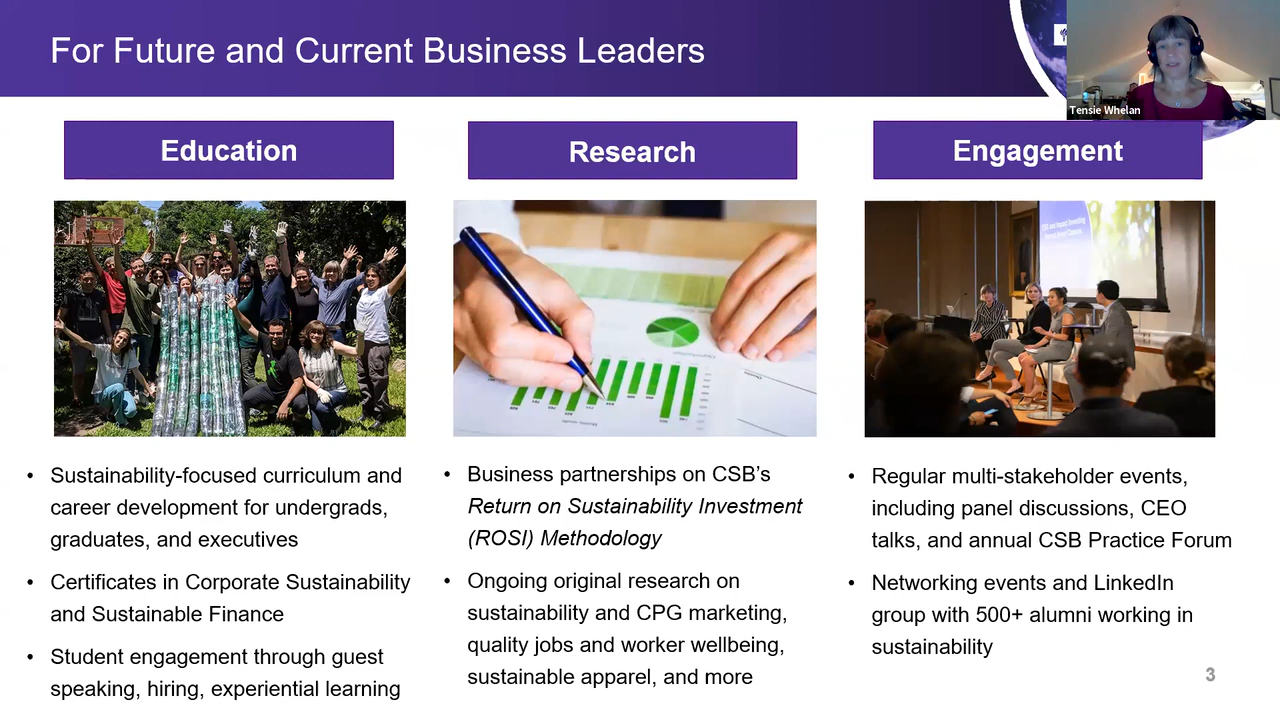 For Future and Current Business Leaders
Tensie Whelan
Education
Research
Engagement
• Sustainability-focused curriculum and
career development for undergrads,
graduates, and executives
• Certificates in Corporate Sustainability
and Sustainable Finance
• Student engagement through guest
speaking, hiring, experiential learning
• Business partnerships on CSB's
Return on Sustainability Investment
(ROSI) Methodology
• Ongoing original research on
sustainability and CPG marketing,
quality jobs and worker wellbeing,
sustainable apparel, and more
• Regular multi-stakeholder events,
including panel discussions, CEO
talks, and annual CSB Practice Forum
• Networking events and LinkedIn
group with 500+ alumni working in
sustainability
3